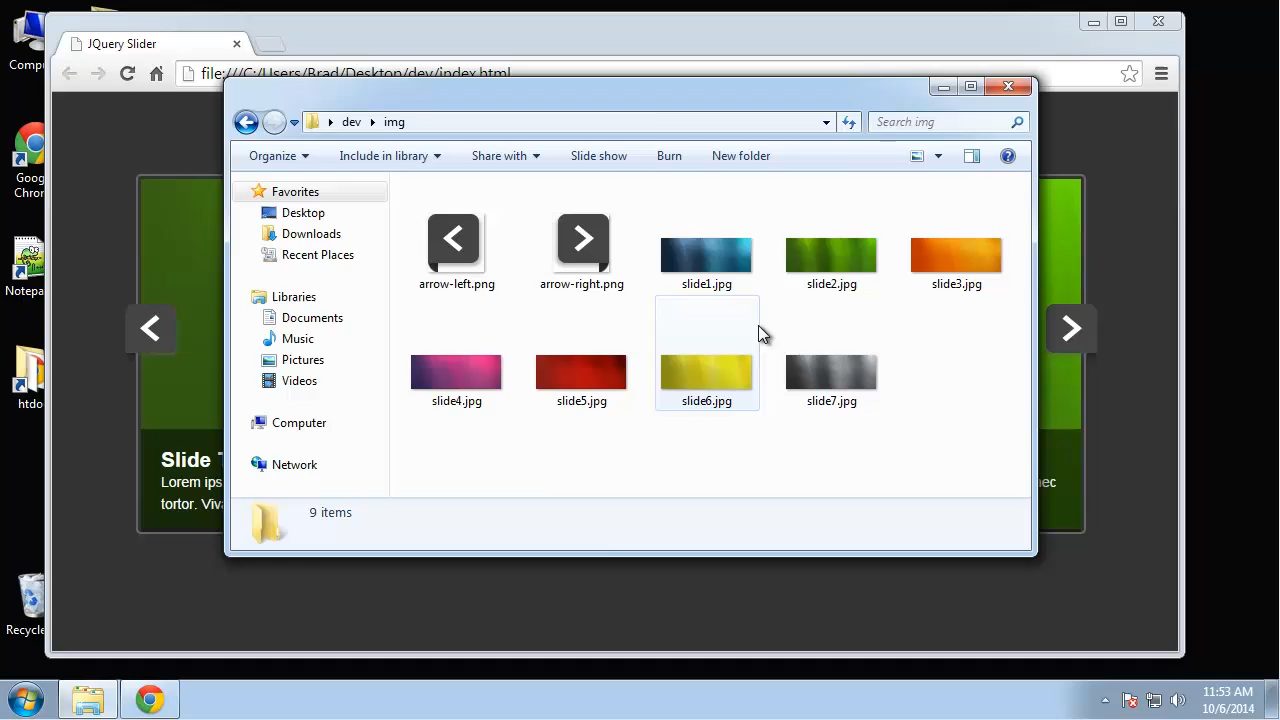 Compu
JQuery Slider
file:///C:/Users/Brad/Desktop/dev/index.html
dev
img
Search img
Organize
Include in library
Share with
Slide show
Burn
New folder
Goog
Chro
Favorites
Desktop
Downloads
Recent Places
Libraries
Documents
Music
Pictures
Videos
Computer
Network
arrow-left.png
arrow-right.png
slide1.jpg
slide2.jpg
slide3.jpg
slide4.jpg
slide5.jpg
slide6.jpg
slide7.jpg
Notepa
htdo
Slide T
Lorem ips
nec
tortor. Viva
9 items
Recycle
11:53 AM
10/6/2014